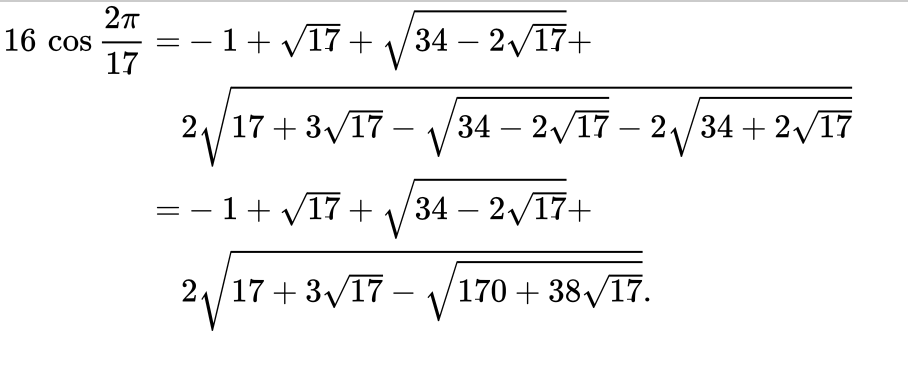 16 cos 2π/17 = − 1 + √17 + √(34 − 2√17) +
2√(17 + 3√17 − √(34 − 2√17) − 2√(34 + 2√17))
= − 1 + √17 + √(34 − 2√17) +
2√(17 + 3√17 − √(170 + 38√17)).